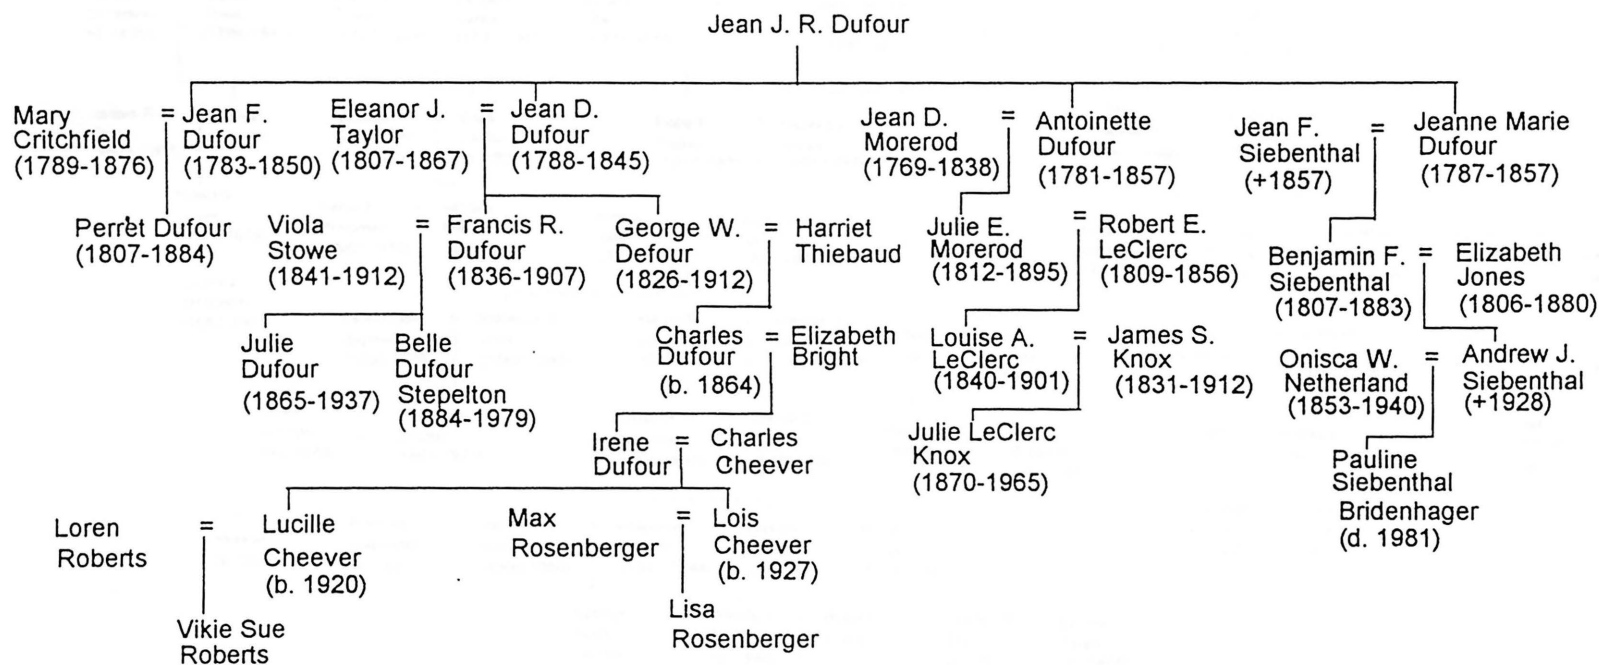 Jean J. R. Dufour
Mary
Critchfield
(1789-1876)
=
Jean F.
Dufour
(1783-1850)
Eleanor J.
Taylor
(1807-1867)
=
Jean D.
Dufour
(1788-1845)
Jean D.
Morerod
(1769-1838)
=
Antoinette
Dufour
(1781-1857)
Jean F.
Siebenthal
(+1857)
=
Jeanne Marie
Dufour
(1787-1857)
Perret Dufour
(1807-1884)
Viola
Stowe
(1841-1912)
=
Francis R.
Dufour
(1836-1907)
George W.
Defour
(1826-1912)
=
Harriet
Thiebaud
Julie E.
Morerod
(1812-1895)
=
Robert E.
LeClerc
(1809-1856)
Benjamin F.
Siebenthal
(1807-1883)
=
Elizabeth
Jones
(1806-1880)
Julie
Dufour
(1865-1937)
Belle
Dufour
Stepelton
(1884-1979)
Charles
Dufour
(b. 1864)
=
Elizabeth
Bright
Louise A.
LeClerc
(1840-1901)
=
James S.
Knox
(1831-1912)
Onisca W.
Netherland
(1853-1940)
=
Andrew J.
Siebenthal
(+1928)
Irene
Dufour
=
Charles
Cheever
Julie LeClerc
Knox
(1870-1965)
Pauline
Siebenthal
Bridenhager
(d. 1981)
Loren
Roberts
=
Lucille
Cheever
(b. 1920)
Max
Rosenberger
=
Lois
Cheever
(b. 1927)
Vikie Sue
Roberts
Lisa
Rosenberger